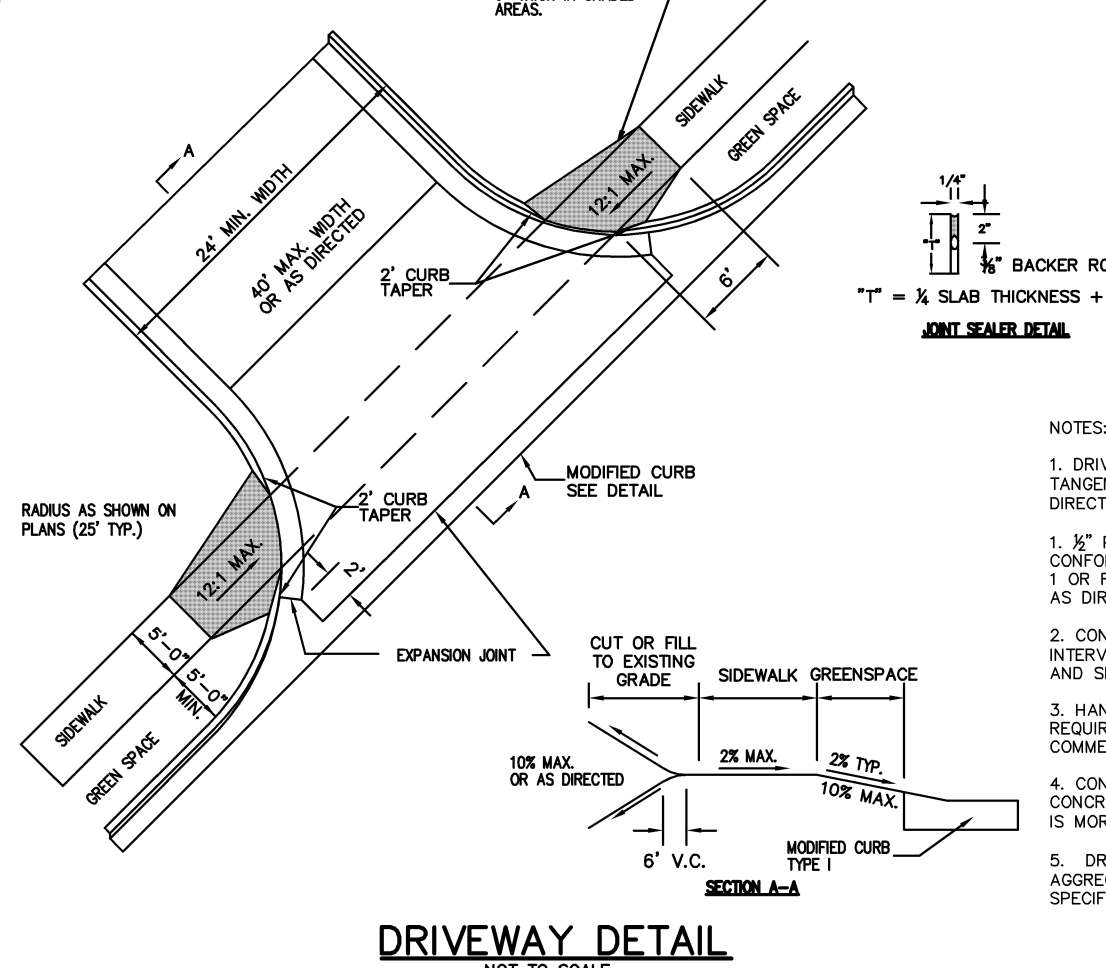 AREAS.
SIDEWALK
GREEN SPACE
A
24' MIN. WIDTH
40' MAX. WIDTH
OR AS DIRECTED
12:1 MAX.
2' CURB
TAPER
6'
1/4"
"T"
2"
⅜" BACKER
"T" = ¼ SLAB THICKNESS +
JOINT SEALER DETAIL
MODIFIED CURB
SEE DETAIL
A
2' CURB
TAPER
RADIUS AS SHOWN ON
PLANS (25' TYP.)
12:1 MAX.
2'
EXPANSION JOINT
5'-0"
5'-0"
MIN.
SIDEWALK
GREEN SPACE
NOTES:
1. DRIV
TANGEN
DIRECT
1. ½"
CONFO
1 OR
AS DIR
2. CON
INTERV
AND
3. HAN
REQUIR
COMME
4. CON
CONCR
IS MOR
5. DR
AGGRE
SPECIF
CUT OR FILL
TO EXISTING
GRADE
SIDEWALK
GREENSPACE
10% MAX.
OR AS DIRECTED
2% MAX.
2% TYP.
10% MAX.
6' V.C.
MODIFIED CURB
TYPE I
SECTION A-A
DRIVEWAY DETAIL
NOT TO SCALE